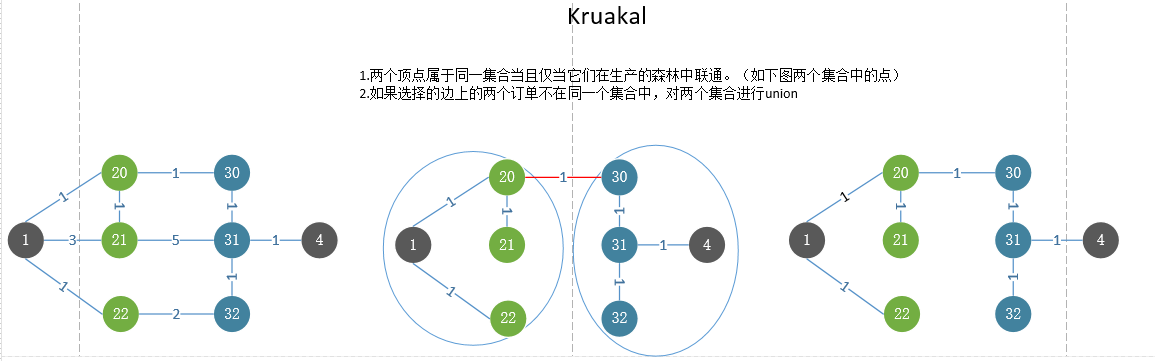 Kruakal
1.两个顶点属于同一集合当且仅当它们在生产的森林中联通。（如下图两个集合中的点）
2.如果选择的边上的两个订单不在同一个集合中，对两个集合进行union
20 1 30 20 1 30 20 1 30
1 1 1 1 1 1 1 1 1
1 3 21 5 31 1 4 1 21 31 1 4 1 21 31 1 4
1 1 1 1 1 1
22 2 32 22 32 22 32